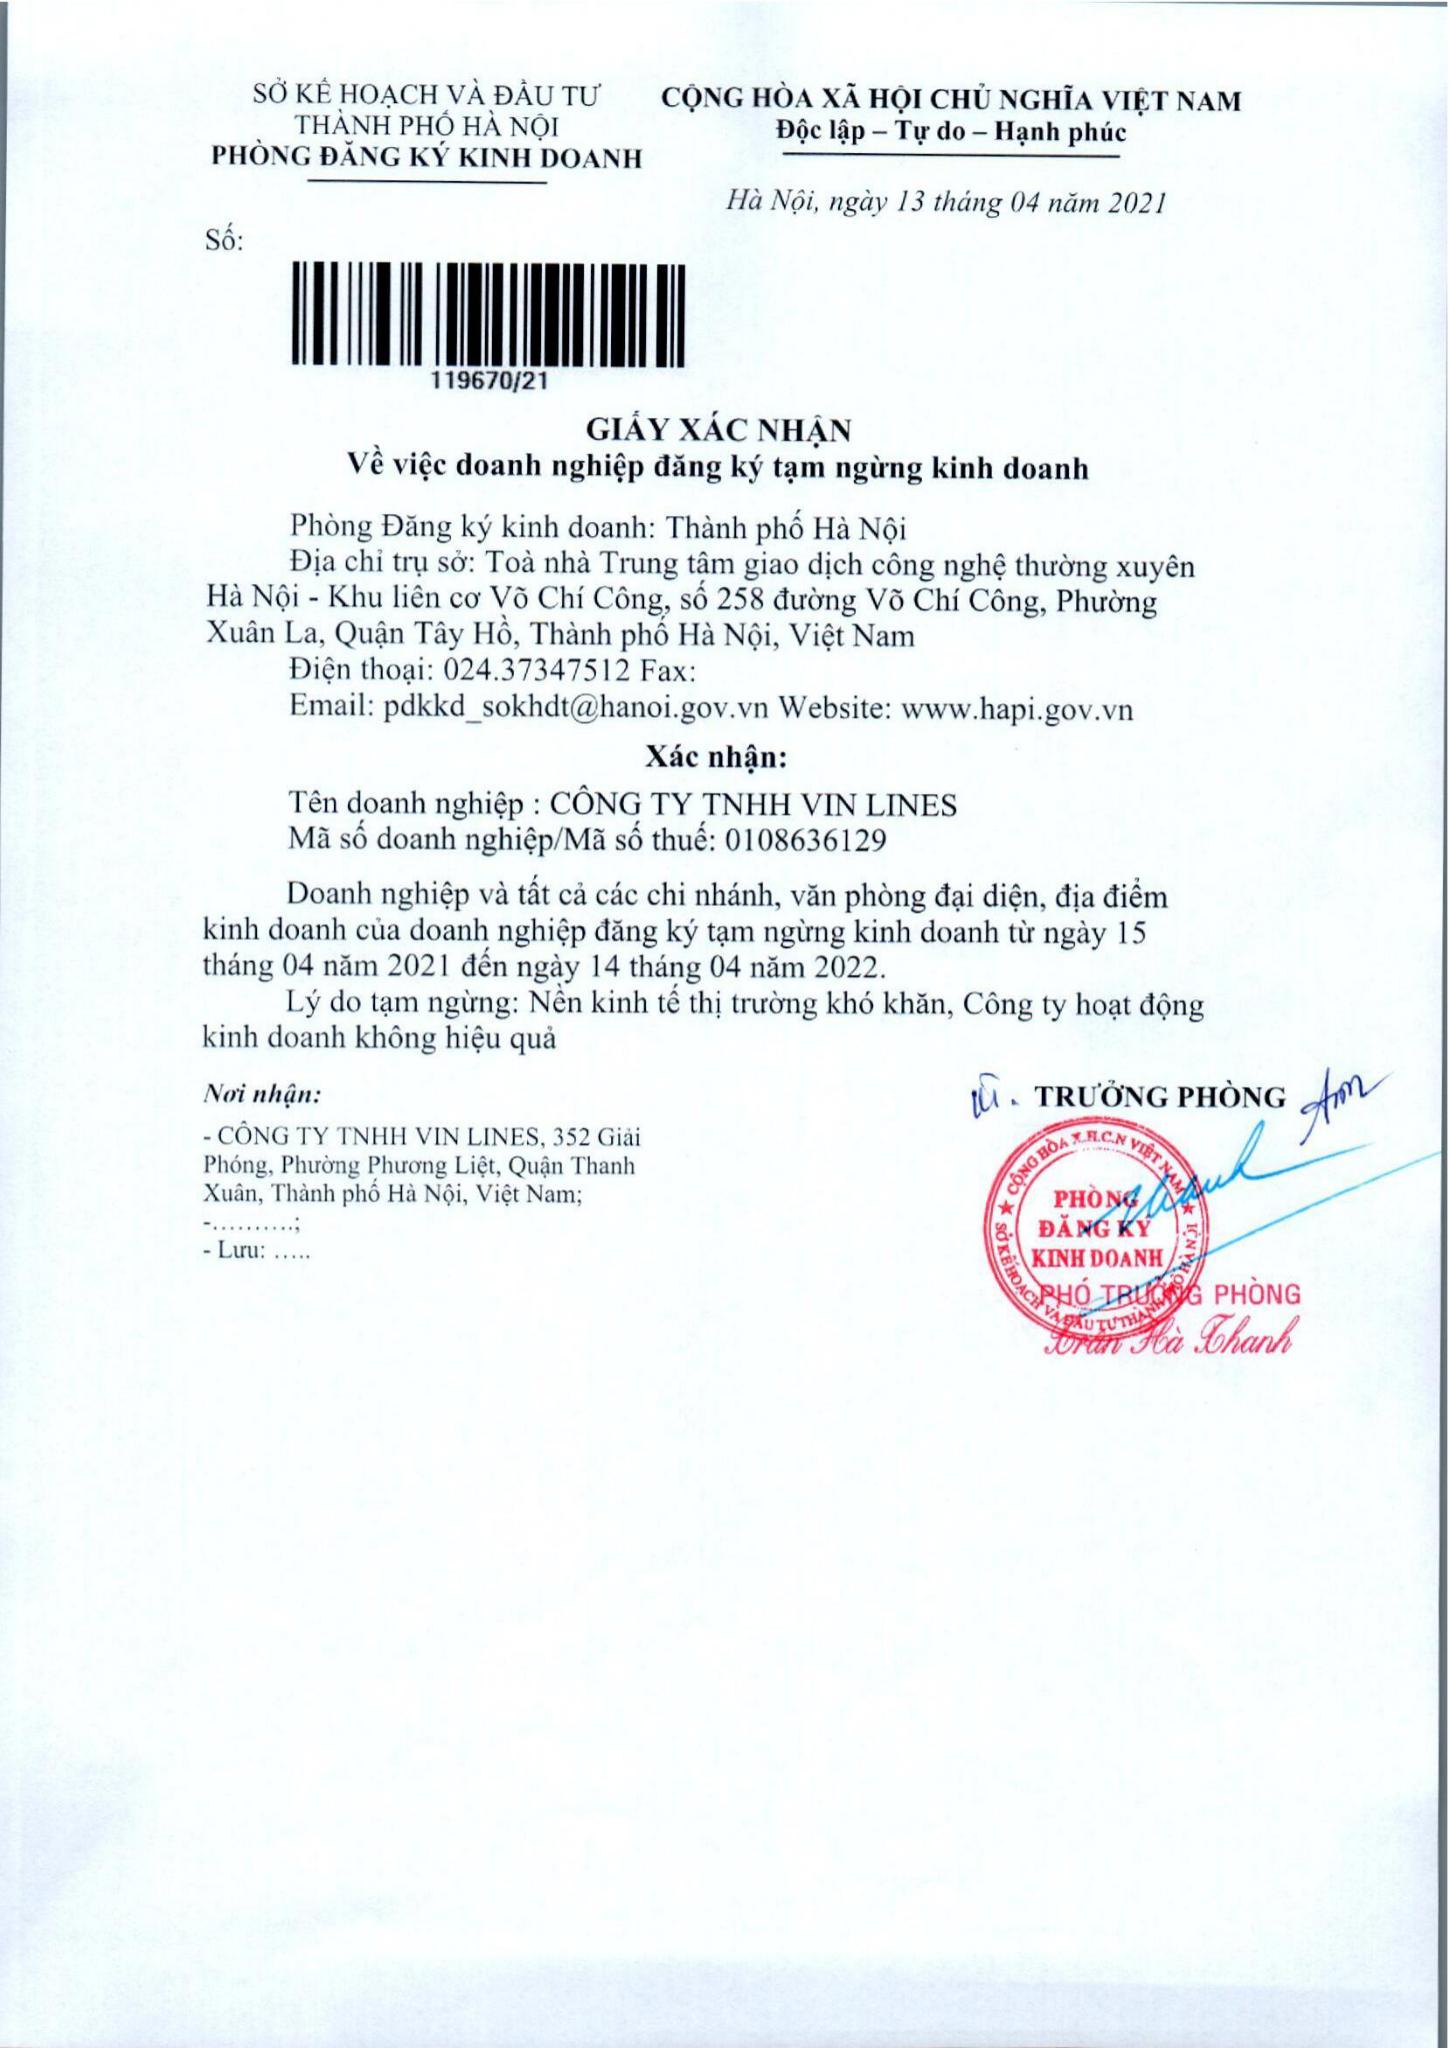 SỞ KẾ HOẠCH VÀ ĐẦU TƯ
THÀNH PHỐ HÀ NỘI
PHÒNG ĐĂNG KÝ KINH DOANH
CỘNG HÒA XÃ HỘI CHỦ NGHĨA VIỆT NAM
Độc lập – Tự do – Hạnh phúc
Hà Nội, ngày 13 tháng 04 năm 2021
Số:
119670/21
GIẤY XÁC NHẬN
Về việc doanh nghiệp đăng ký tạm ngừng kinh doanh
Phòng Đăng ký kinh doanh: Thành phố Hà Nội
Địa chỉ trụ sở: Toà nhà Trung tâm giao dịch công nghệ thường xuyên
Hà Nội - Khu liên cơ Võ Chí Công, số 258 đường Võ Chí Công, Phường
Xuân La, Quận Tây Hồ, Thành phố Hà Nội, Việt Nam
Điện thoại: 024.37347512 Fax:
Email: pdkkd_sokhdt@hanoi.gov.vn Website: www.hapi.gov.vn
Xác nhận:
Tên doanh nghiệp : CÔNG TY TNHH VIN LINES
Mã số doanh nghiệp/Mã số thuế: 0108636129
Doanh nghiệp và tất cả các chi nhánh, văn phòng đại diện, địa điểm
kinh doanh của doanh nghiệp đăng ký tạm ngừng kinh doanh từ ngày 15
tháng 04 năm 2021 đến ngày 14 tháng 04 năm 2022.
Lý do tạm ngừng: Nền kinh tế thị trường khó khăn, Công ty hoạt động
kinh doanh không hiệu quả
Nơi nhận:
- CÔNG TY TNHH VIN LINES, 352 Giải
Phóng, Phường Phương Liệt, Quận Thanh
Xuân, Thành phố Hà Nội, Việt Nam;
-..........;
- Lưu: .....
TRƯỞNG PHÒNG
CỘNG HÒA X.H.C.N VIỆT NAM
SỞ KẾ HOẠCH VÀ ĐẦU TƯ THÀNH PHỐ HÀ NỘI
PHÒNG
ĐĂNG KÝ
KINH DOANH
PHÓ TRƯỞNG PHÒNG
Trần Hà Thanh